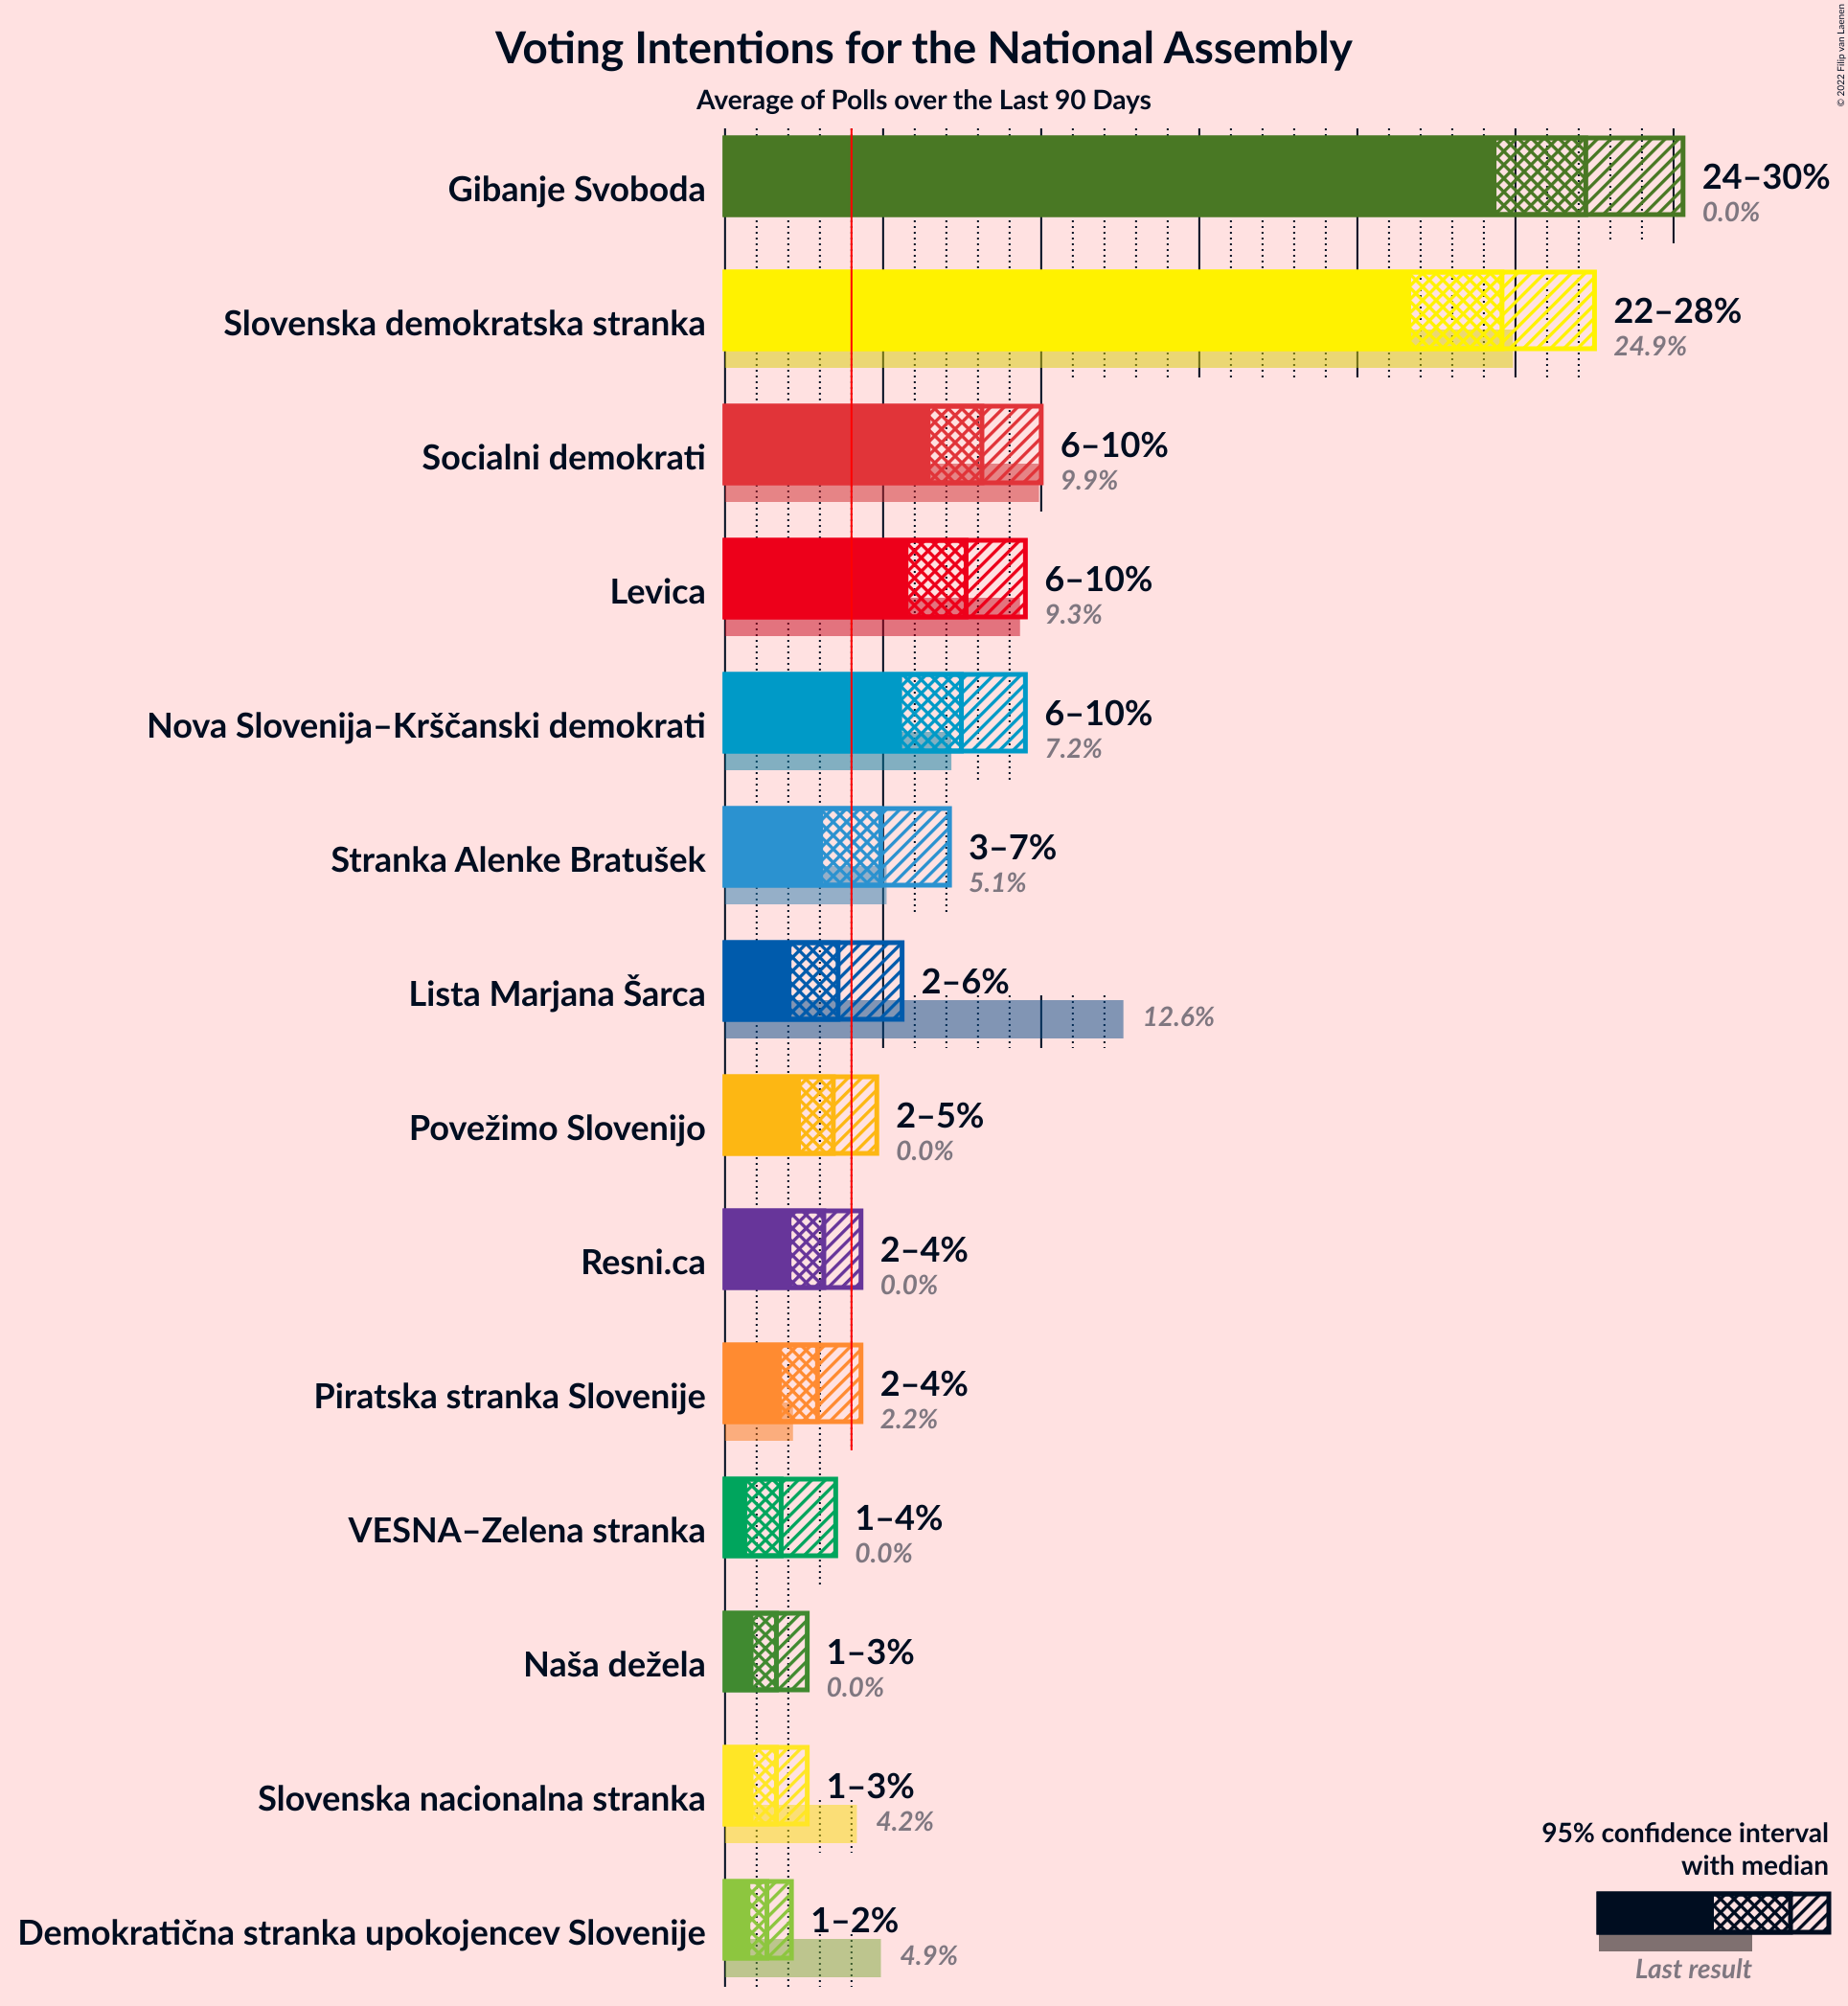 Voting Intentions for the National Assembly
Average of Polls over the Last 90 Days
© 2022 Filip van Laenen
Gibanje Svoboda
24–30%
0.0%
Slovenska demokratska stranka
22–28%
24.9%
Socialni demokrati
6–10%
9.9%
Levica
6–10%
9.3%
Nova Slovenija–Krščanski demokrati
6–10%
7.2%
Stranka Alenke Bratušek
3–7%
5.1%
Lista Marjana Šarca
2–6%
12.6%
Povežimo Slovenijo
2–5%
0.0%
Resni.ca
2–4%
0.0%
Piratska stranka Slovenije
2–4%
2.2%
VESNA–Zelena stranka
1–4%
0.0%
Naša dežela
1–3%
0.0%
Slovenska nacionalna stranka
1–3%
4.2%
Demokratična stranka upokojencev Slovenije
1–2%
4.9%
95% confidence interval
with median
Last result